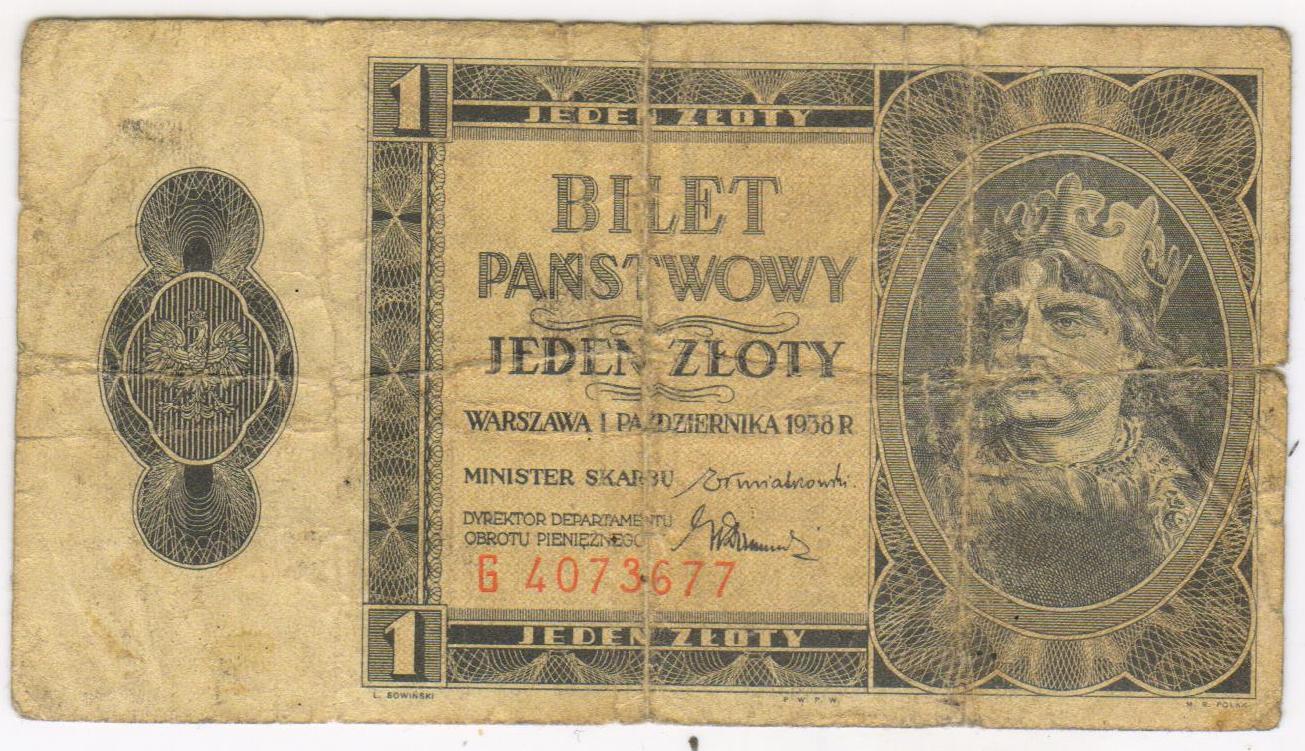 1
JEDEN ZŁOTY
BILET
PAŃSTWOWY
JEDEN ZŁOTY
WARSZAWA 1 PAŹDZIERNIKA 1938 R
MINISTER SKARBU
DYREKTOR DEPARTAMENTU
OBROTU PIENIĘŻNEGO
G 4073677
1
JEDEN ZŁOTY
L. SOWIŃSKI
P. W. P. W.
M. R. POLAK